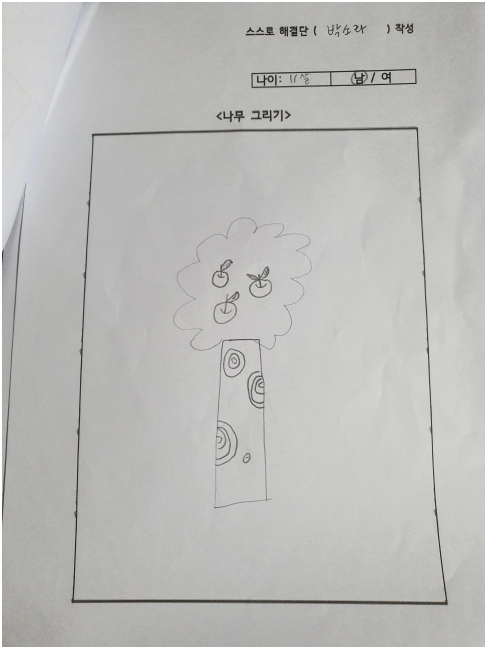 스스로 해결단 ( 박소라 ) 작성
나이: 11살 남 / 여
<나무 그리기>